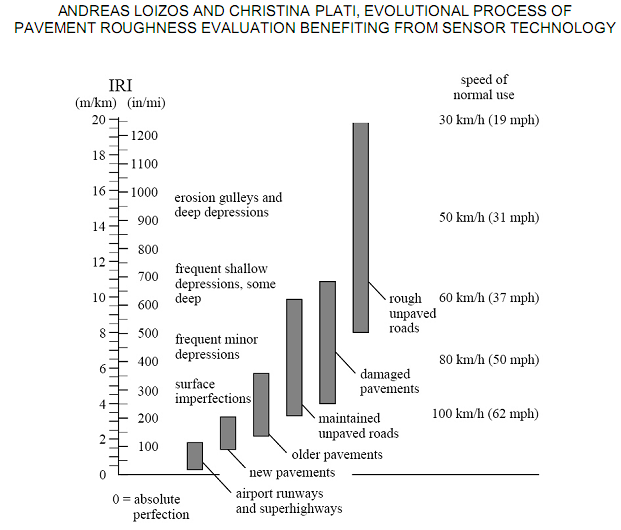 ANDREAS LOIZOS AND CHRISTINA PLATI, EVOLUTIONAL PROCESS OF
PAVEMENT ROUGHNESS EVALUATION BENEFITING FROM SENSOR TECHNOLOGY
IRI
(m/km) (in/mi)
speed of
normal use
20
18
16
14
12
10
8
6
4
2
0
1200
1100
1000
900
800
700
600
500
400
300
200
100
erosion gulleys and
deep depressions
frequent shallow
depressions, some
deep
frequent minor
depressions
surface
imperfections
rough
unpaved
roads
damaged
pavements
maintained
unpaved roads
older pavements
new pavements
airport runways
and superhighways
30 km/h (19 mph)
50 km/h (31 mph)
60 km/h (37 mph)
80 km/h (50 mph)
100 km/h (62 mph)
0 = absolute
perfection